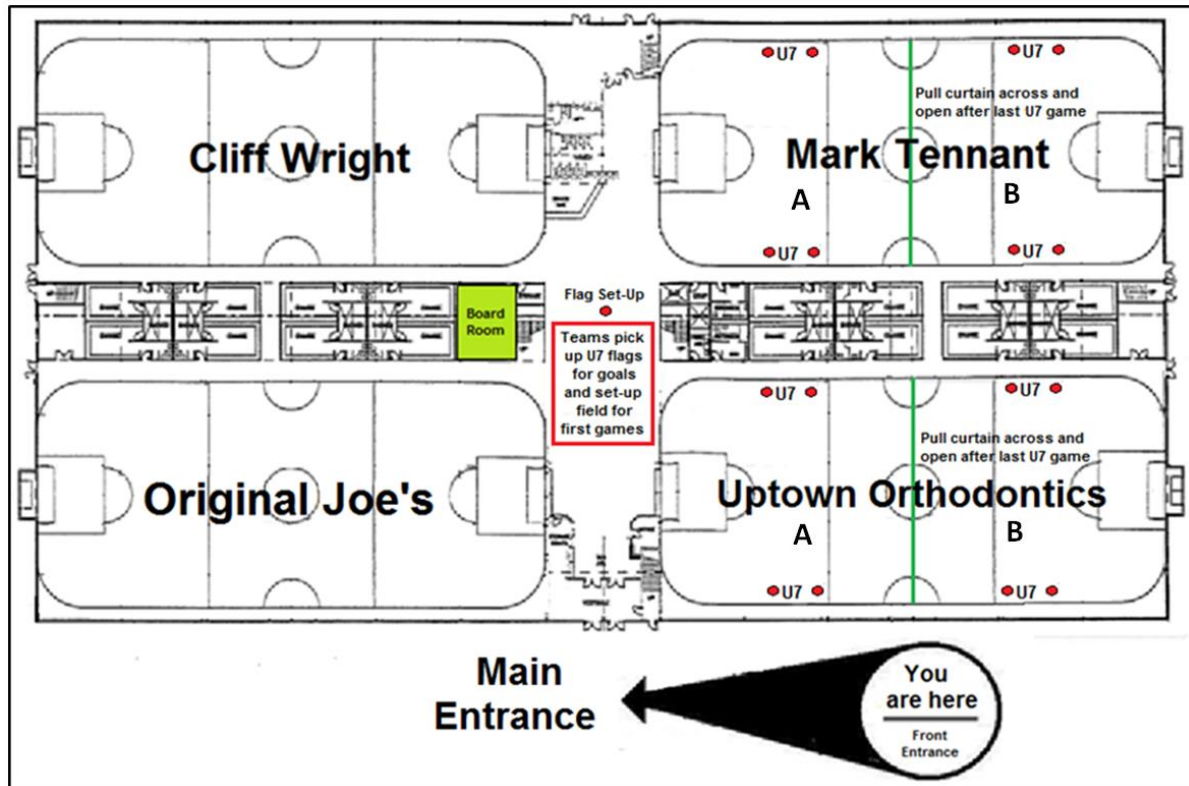 U7
U7
Pull curtain across and
open after last U7 game
Cliff Wright
Mark Tennant
A
B
U7
U7
Board
Room
Flag Set-Up
Teams pick
up U7 flags
for goals
and set-up
field for
first games
U7
U7
Pull curtain across and
open after last U7 game
Original Joe's
Uptown Orthodontics
A
B
U7
U7
Main
Entrance
You
are here
Front
Entrance